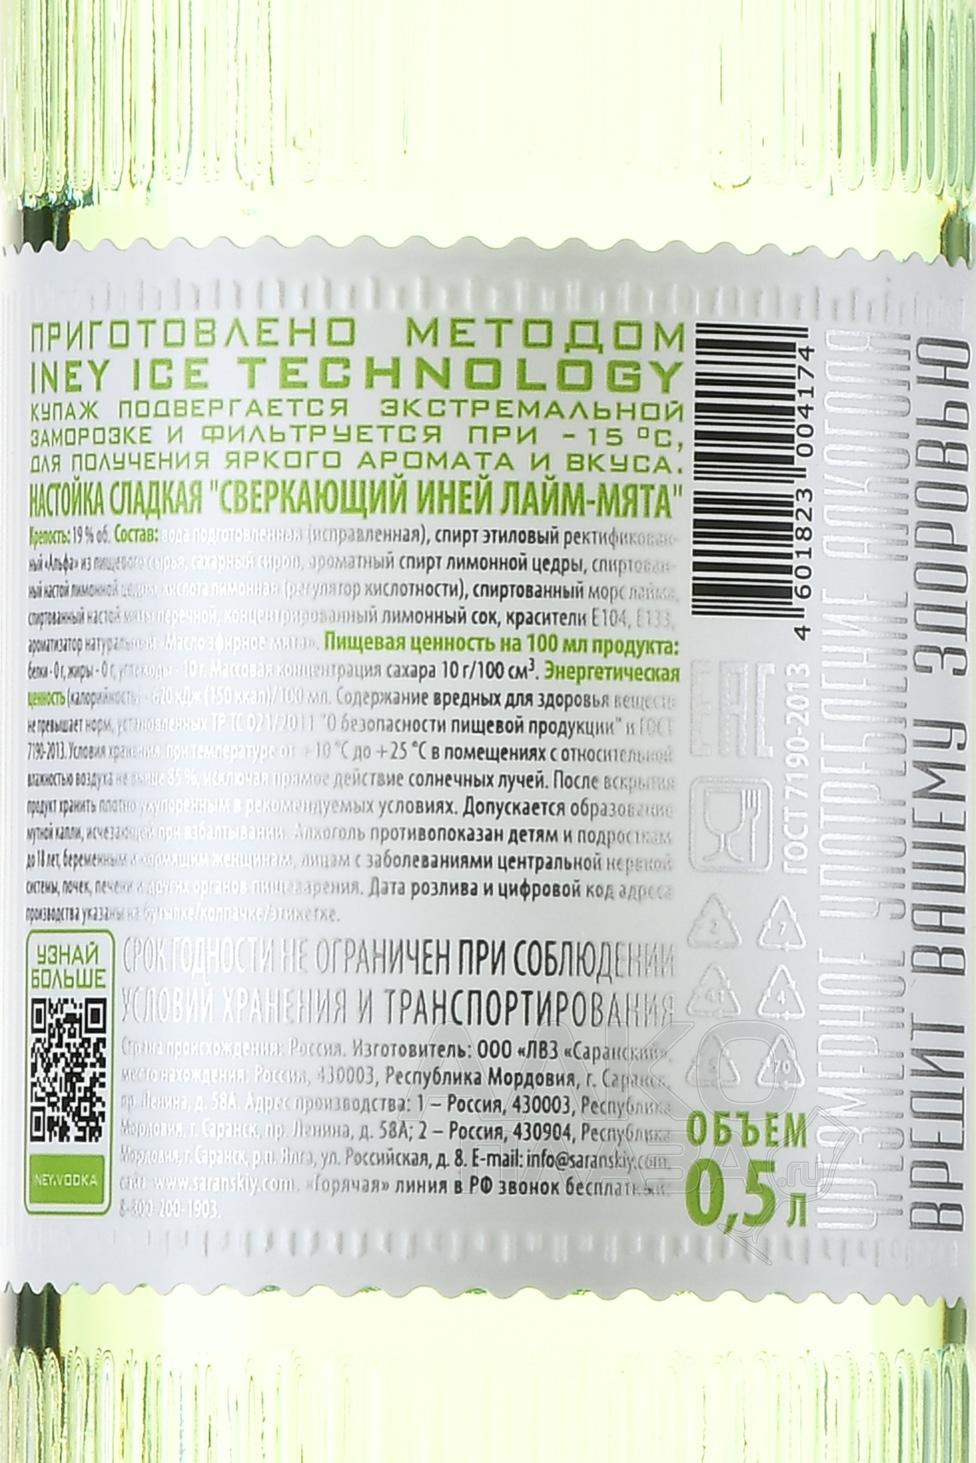 ПРИГОТОВЛЕНО МЕТОДОМ
INEY ICE TECHNOLOGY
КУПАЖ ПОДВЕРГАЕТСЯ ЭКСТРЕМАЛЬНОЙ
ЗАМОРОЗКЕ И ФИЛЬТРУЕТСЯ ПРИ -15 °С,
ДЛЯ ПОЛУЧЕНИЯ ЯРКОГО АРОМАТА И ВКУСА.
НАСТОЙКА СЛАДКАЯ "СВЕРКАЮЩИЙ ИНЕЙ ЛАЙМ-МЯТА"
Крепость: 19 % об. Состав: вода подготовленная (исправленная), спирт этиловый ректификован-
ный «Альфа» из пищевого сырья, сахарный сироп, ароматный спирт лимонной цедры, спиртован-
ный настой лимонной цедры, кислота лимонная (регулятор кислотности), спиртованный морс лайма,
спиртованный настой мяты перечной, концентрированный лимонный сок, красители Е104, Е133,
ароматизатор натуральный «Масло эфирное мяты». Пищевая ценность на 100 мл продукта:
белки - 0 г, жиры - 0 г, углеводы - 10 г. Массовая концентрация сахара 10 г/100 см³. Энергетическая
ценность (калорийность) - 620 кДж (150 ккал)/100 мл. Содержание вредных для здоровья веществ
не превышает норм, установленных ТР ТС 021/2011 "О безопасности пищевой продукции" и ГОСТ
7190-2013. Условия хранения: при температуре от +10 °С до +25 °С в помещениях с относительной
влажностью воздуха не выше 85 %, исключая прямое действие солнечных лучей. После вскрытия
продукт хранить плотно укупоренным в рекомендуемых условиях. Допускается образование
мутной капли, исчезающей при взбалтывании. Алкоголь противопоказан детям и подросткам
до 18 лет, беременным и кормящим женщинам, лицам с заболеваниями центральной нервной
системы, почек, печени и других органов пищеварения. Дата розлива и цифровой код адреса
производства указаны на бутылке/колпачке/этикетке.
УЗНАЙ
БОЛЬШЕ
NEY.VODKA
СРОК ГОДНОСТИ НЕ ОГРАНИЧЕН ПРИ СОБЛЮДЕНИИ
УСЛОВИЙ ХРАНЕНИЯ И ТРАНСПОРТИРОВАНИЯ
Страна происхождения: Россия. Изготовитель: ООО «ЛВЗ «Саранский»,
место нахождения: Россия, 430003, Республика Мордовия, г. Саранск,
пр. Ленина, д. 58А. Адрес производства: 1 – Россия, 430003, Республика
Мордовия, г. Саранск, пр. Ленина, д. 58А; 2 – Россия, 430904, Республика
Мордовия, г. Саранск, р.п. Ялга, ул. Российская, д. 8. E-mail: info@saranskiy.com,
сайт www.saranskiy.com. «Горячая» линия в РФ звонок бесплатный:
8-800-200-1903.
4 601823 004174
EAC
ГОСТ 7190-2013
2
7
41
4
5
70
ОБЪЕМ
0,5 л
ЧРЕЗМЕРНОЕ УПОТРЕБЛЕНИЕ АЛКОГОЛЯ
ВРЕДИТ ВАШЕМУ ЗДОРОВЬЮ